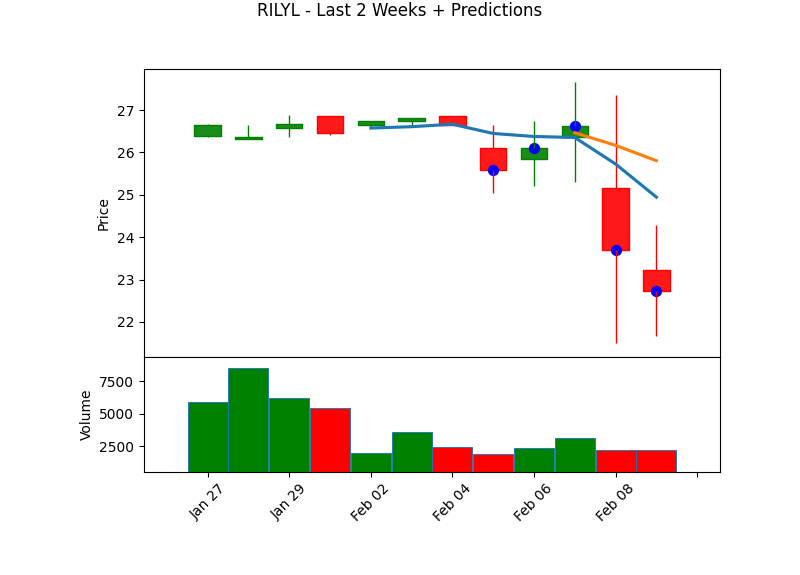 RILYL - Last 2 Weeks + Predictions
27
26
25
24
23
22
Price
7500
5000
2500
Volume
Jan 27
Jan 29
Feb 02
Feb 04
Feb 06
Feb 08